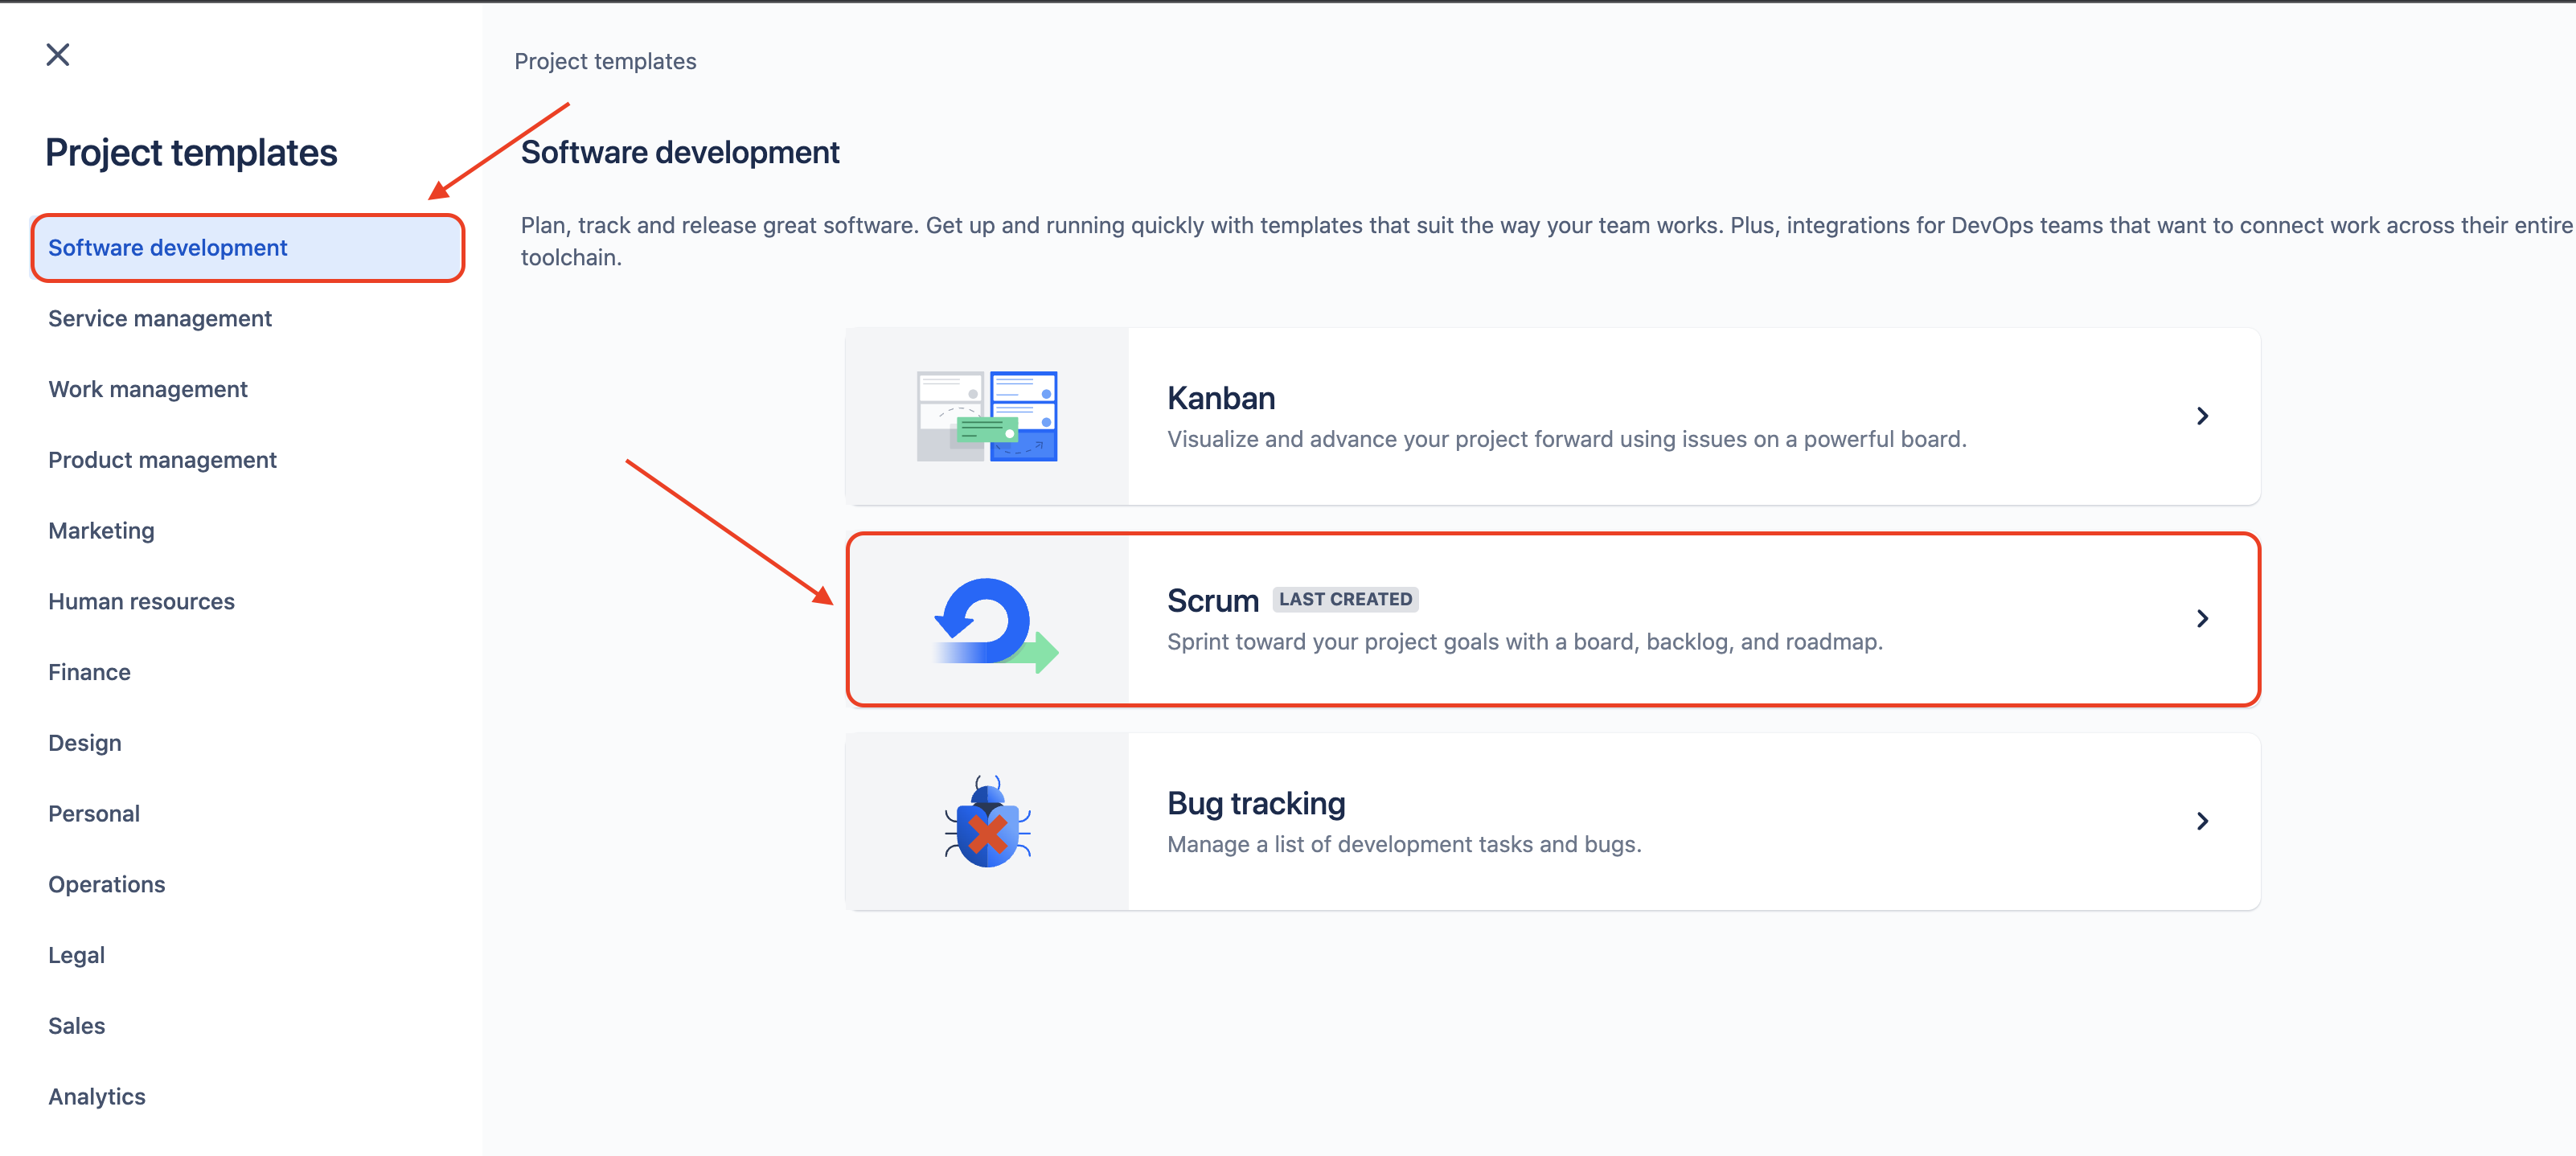 Project templates
Software development
Service management
Work management
Product management
Marketing
Human resources
Finance
Design
Personal
Operations
Legal
Sales
Analytics
Project templates
Software development
Plan, track and release great software. Get up and running quickly with templates that suit the way your team works. Plus, integrations for DevOps teams that want to connect work across their entire
toolchain.
Kanban
Visualize and advance your project forward using issues on a powerful board.
Scrum LAST CREATED
Sprint toward your project goals with a board, backlog, and roadmap.
Bug tracking
Manage a list of development tasks and bugs.